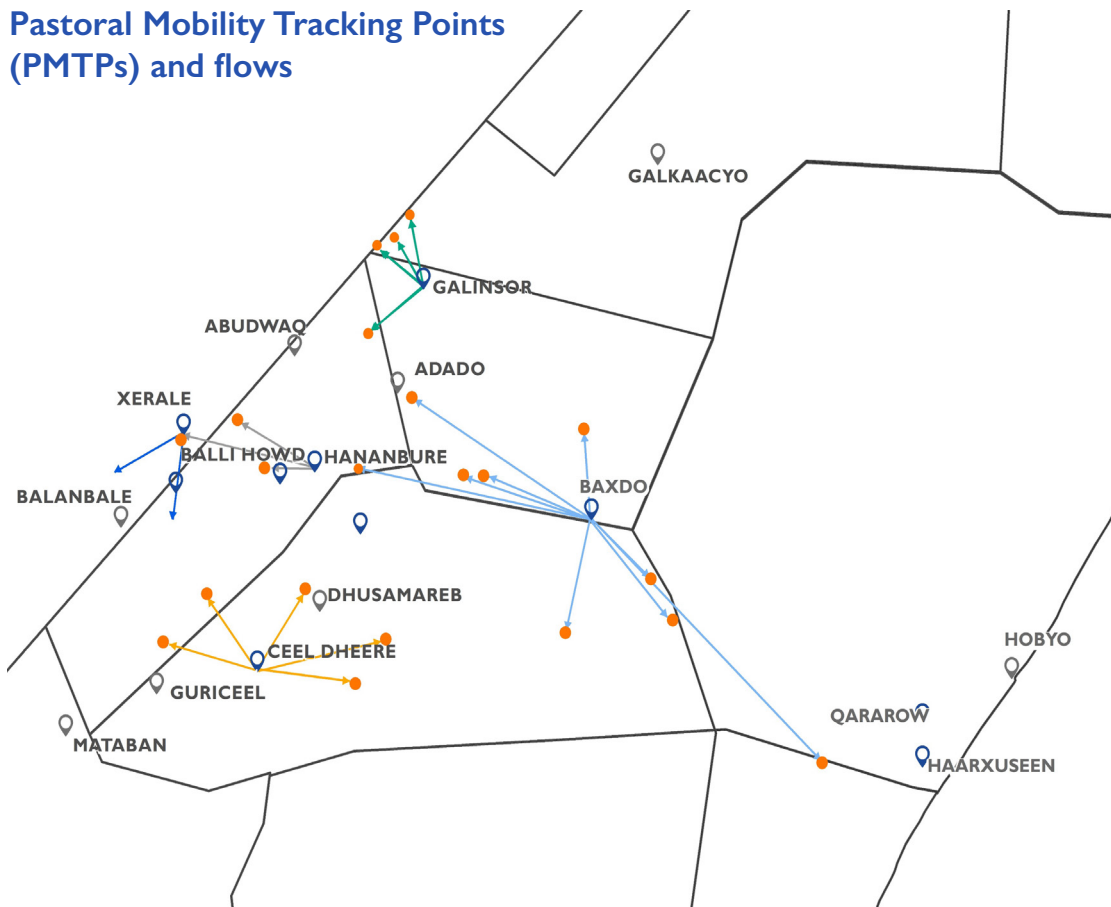 Pastoral Mobility Tracking Points
(PMTPs) and flows
GALKAACYO
GALINSOR
ABUDWAQ
ADADO
XERALE
BALLI HOWD
HANANBURE
BALANBALE
BAXDO
DHUSAMAREB
HOBYO
CEEL DHEERE
GURICEEL
QARAROW
MATABAN
HAARXUSEEN